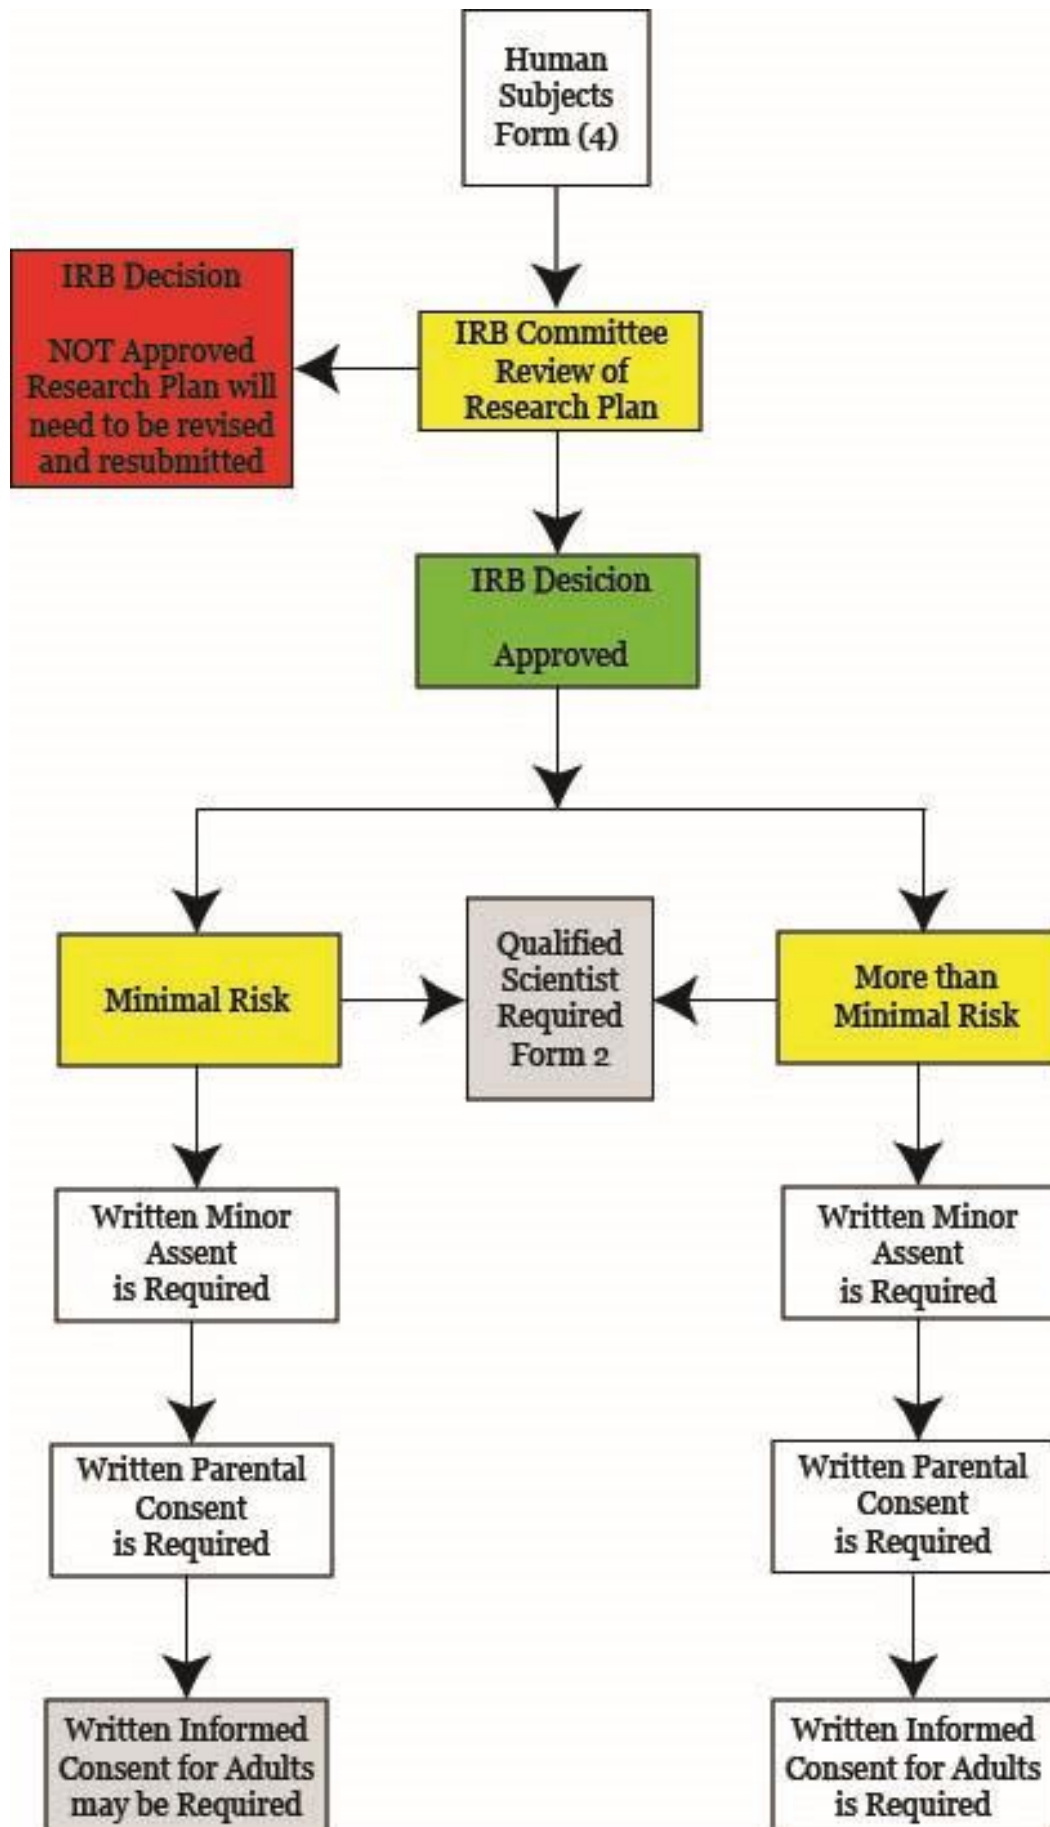 Human
Subjects
Form (4)
IRB Decision
NOT Approved
Research Plan will
need to be revised
and resubmitted
IRB Committee
Review of
Research Plan
IRB Desicion
Approved
Minimal Risk
Qualified
Scientist
Required
Form 2
More than
Minimal Risk
Written Minor
Assent
is Required
Written Minor
Assent
is Required
Written Parental
Consent
is Required
Written Parental
Consent
is Required
Written Informed
Consent for Adults
may be Required
Written Informed
Consent for Adults
is Required